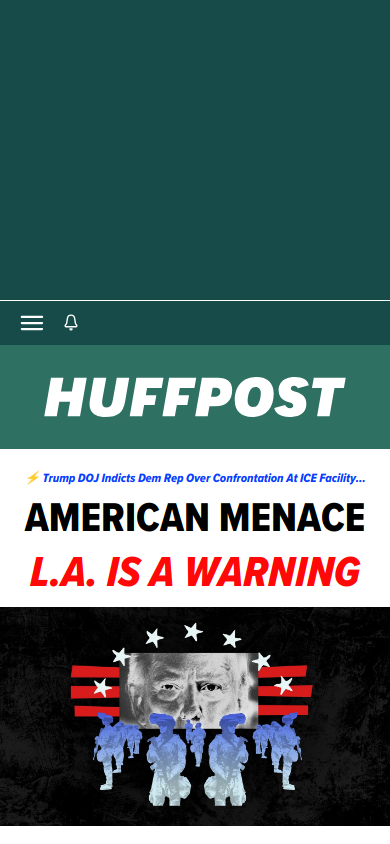 HUFFPOST
⚡ Trump DOJ Indicts Dem Rep Over Confrontation At ICE Facility...
AMERICAN MENACE
L.A. IS A WARNING